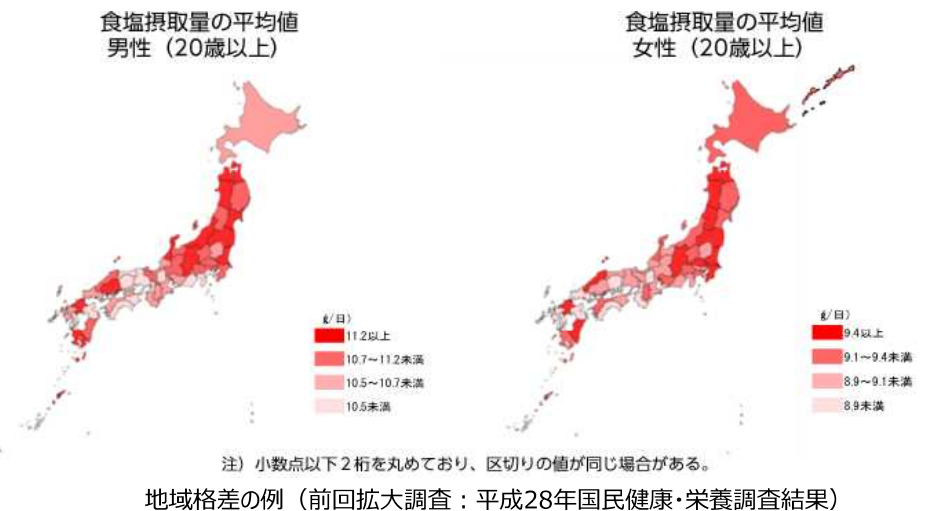 食塩摂取量の平均値
男性（20歳以上）
g/日）
11.2以上
10.7～11.2未満
10.5～10.7未満
10.5未満
食塩摂取量の平均値
女性（20歳以上）
g/日）
9.4以上
9.1～9.4未満
8.9～9.1未満
8.9未満
注）小数点以下２桁を丸めており、区切りの値が同じ場合がある。
地域格差の例（前回拡大調査：平成28年国民健康･栄養調査結果）